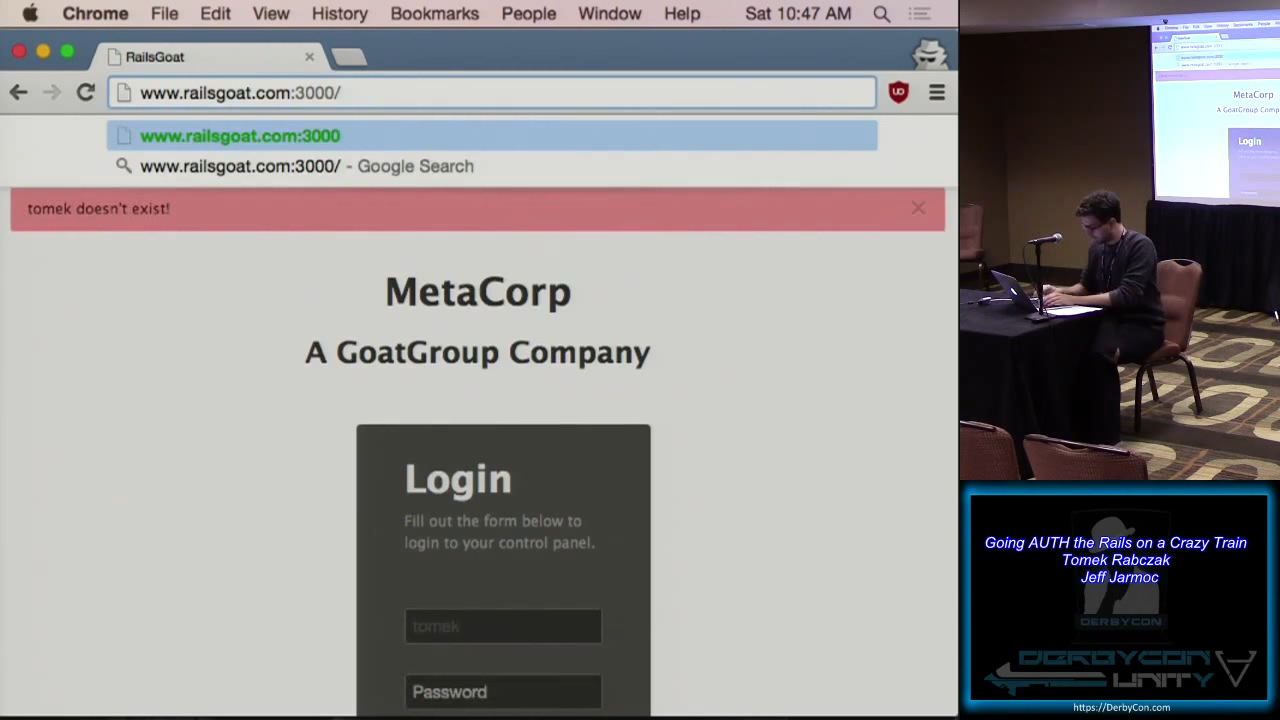 Chrome File Edit View History Bookmarks People Window Help Sat 10:47 AM
RailsGoat
www.railsgoat.com:3000/
www.railsgoat.com:3000
www.railsgoat.com:3000/ - Google Search
tomek doesn't exist!
MetaCorp
A GoatGroup Company
Login
Fill out the form below to
login to your control panel.
tomek
Password
MetaCorp
A GoatGroup Comp
Login
Going AUTH the Rails on a Crazy Train
Tomek Rabczak
Jeff Jarmoc
DERBYCON
DERBYCON
UNITY
https://DerbyCon.com